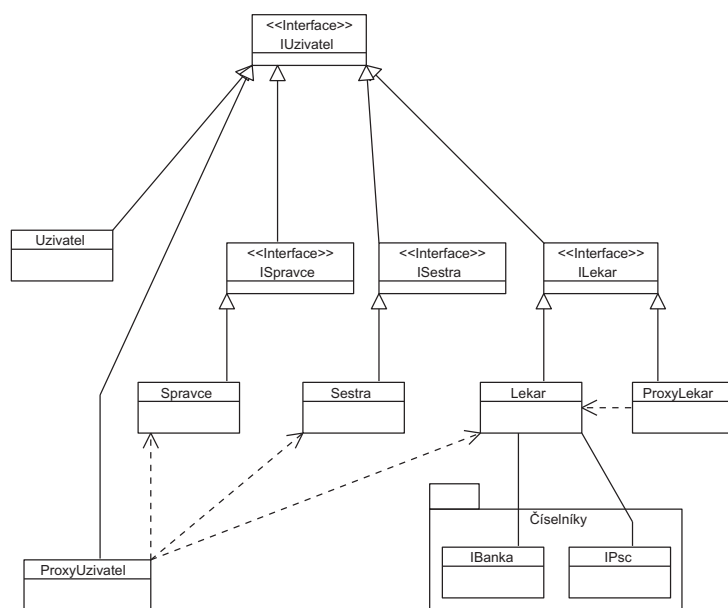 <<Interface>>
IUzivatel
Uzivatel
<<Interface>>
ISpravce
<<Interface>>
ISestra
<<Interface>>
ILekar
Spravce
Sestra
Lekar
ProxyLekar
Číselníky
IBanka
IPsc
ProxyUzivatel